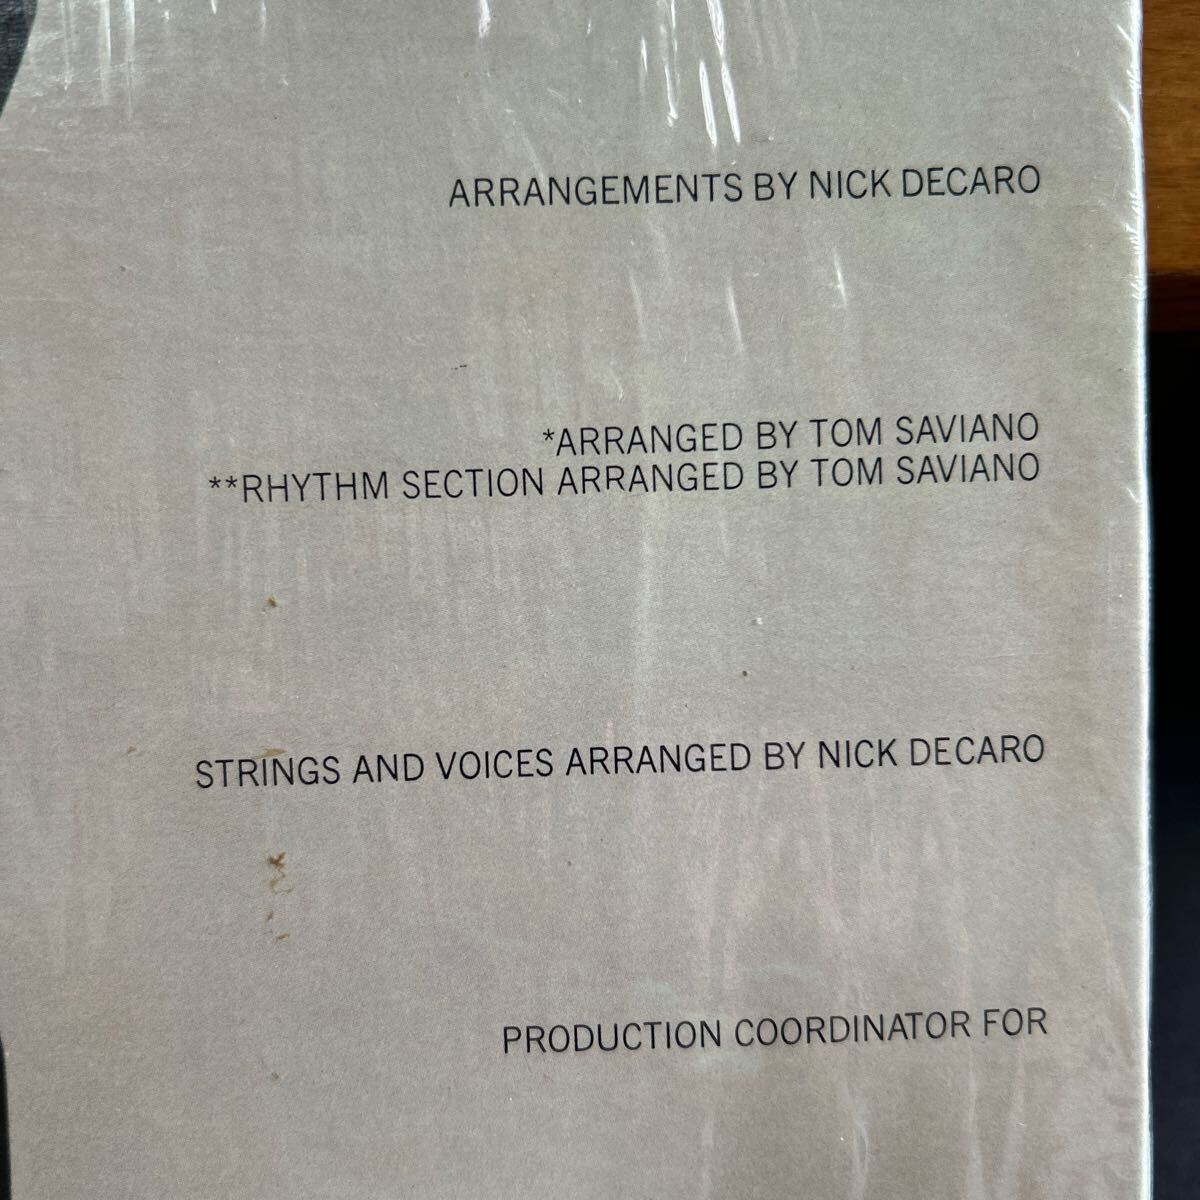 ARRANGEMENTS BY NICK DECARO
*ARRANGED BY TOM SAVIANO
**RHYTHM SECTION ARRANGED BY TOM SAVIANO
STRINGS AND VOICES ARRANGED BY NICK DECARO
PRODUCTION COORDINATOR FOR